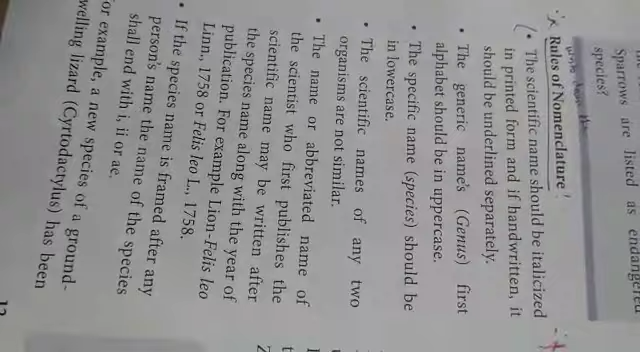 Sparrows are listed as endangered
species?
Rules of Nomenclature !
• The scientific name should be italicized
in printed form and if handwritten, it
should be underlined separately.
• The generic name's (Genus) first
alphabet should be in uppercase.
• The specific name (species) should be
in lowercase.
• The scientific names of any two
organisms are not similar.
• The name or abbreviated name of
the scientist who first publishes the
scientific name may be written after
the species name along with the year of
publication. For example Lion-Felis leo
Linn., 1758 or Felis leo L., 1758.
• If the species name is framed after any
person's name the name of the species
shall end with i, ii or ae.
or example, a new species of a ground-
welling lizard (Cyrtodactylus) has been